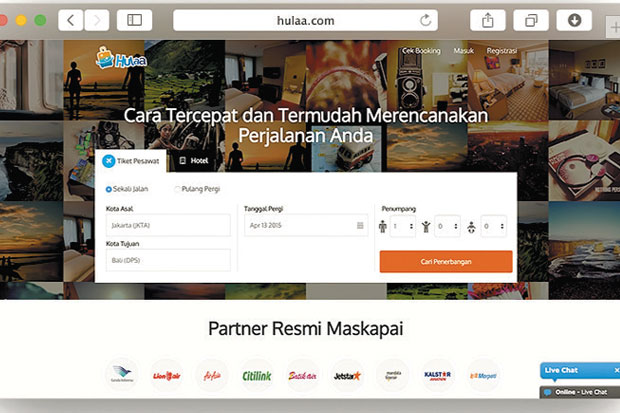 hulaa.com
Hulaa
Cek Booking Masuk Registrasi
Cara Tercepat dan Termudah Merencanakan
Perjalanan Anda
Tiket Pesawat Hotel
Sekali Jalan Pulang Pergi
Kota Asal Tanggal Pergi Penumpang
Jakarta (JKTA) Apr 13 2015 1 0 0
Kota Tujuan
Bali (DPS) Cari Penerbangan
Partner Resmi Maskapai
Garuda Indonesia Lion air AirAsia Citilink Batik air Jetstar KALSTAR AVIATION Merpati
Live Chat
Online - Live Chat